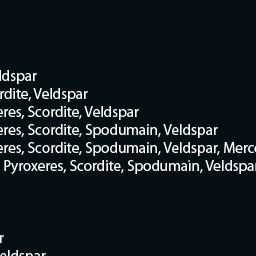 ldspar
rdite, Veldspar
eres, Scordite, Veldspar
eres, Scordite, Spodumain, Veldspar
eres, Scordite, Spodumain, Veldspar, Merc
Pyroxeres, Scordite, Spodumain, Veldspar
r
eldspar